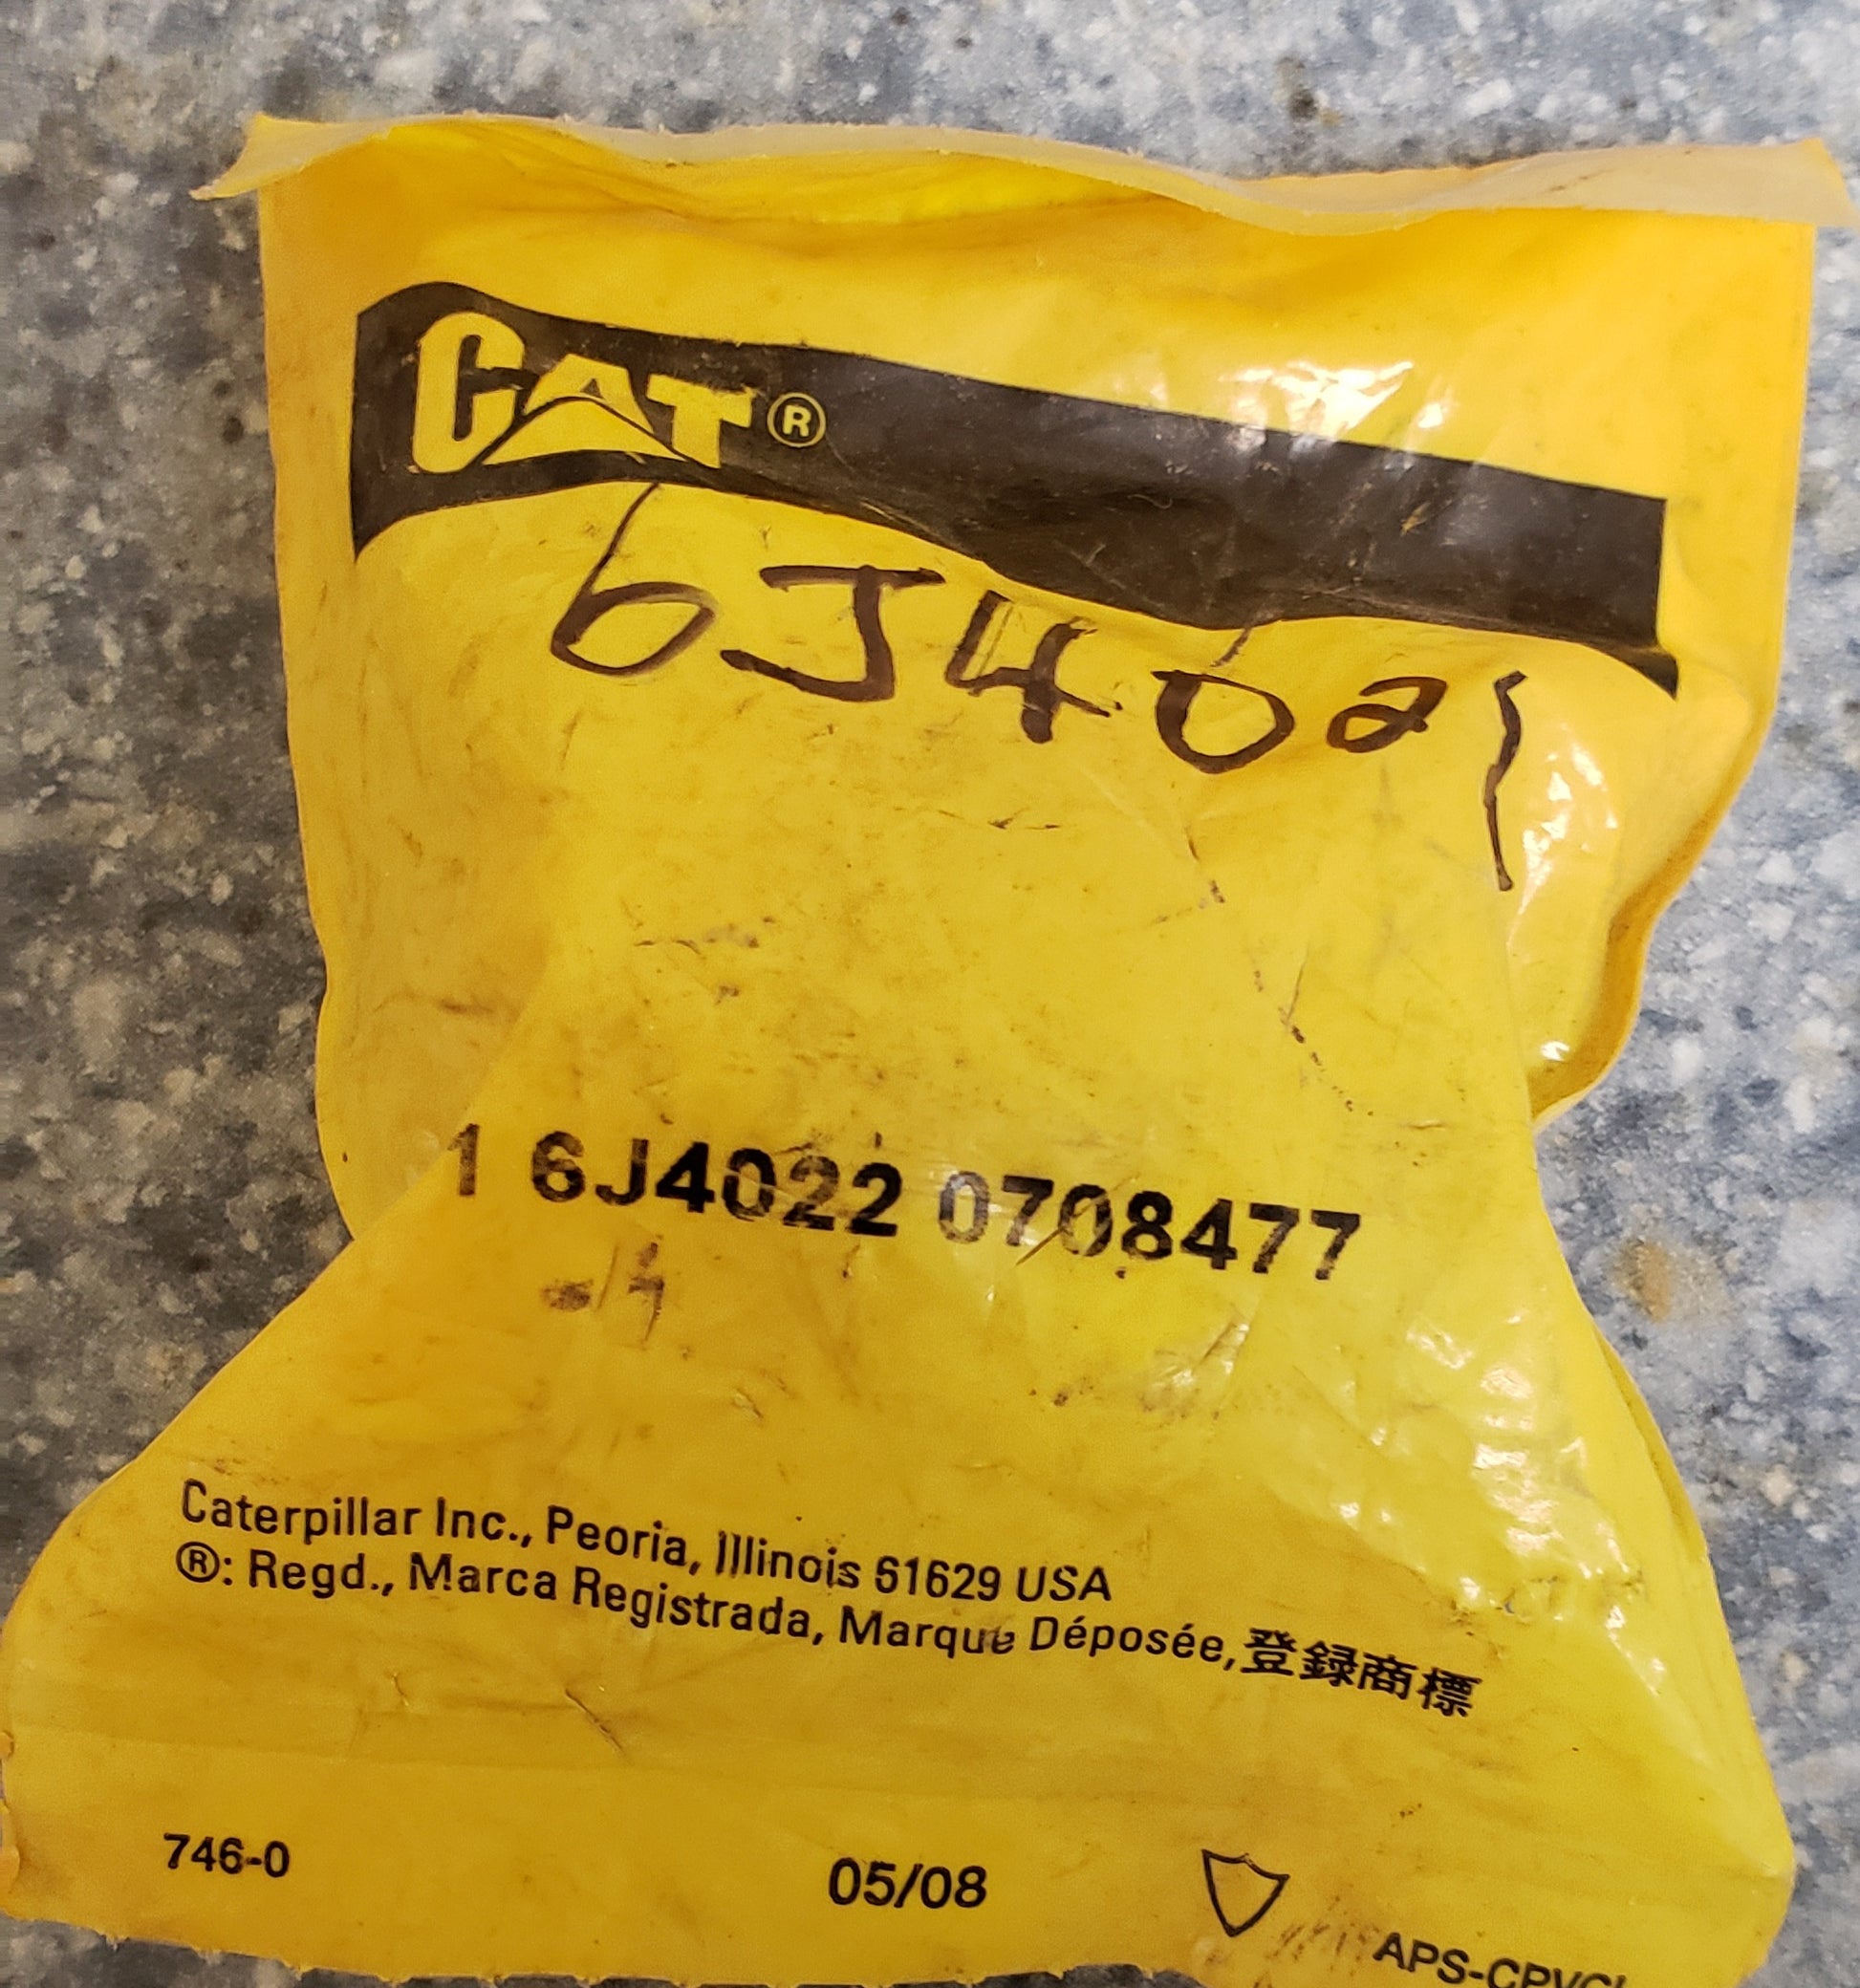 CAT®
6J4021
1 6J4022 0708477
Caterpillar Inc., Peoria, Illinois 61629 USA
®: Regd., Marca Registrada, Marque Déposée,登録商標
746-0
05/08